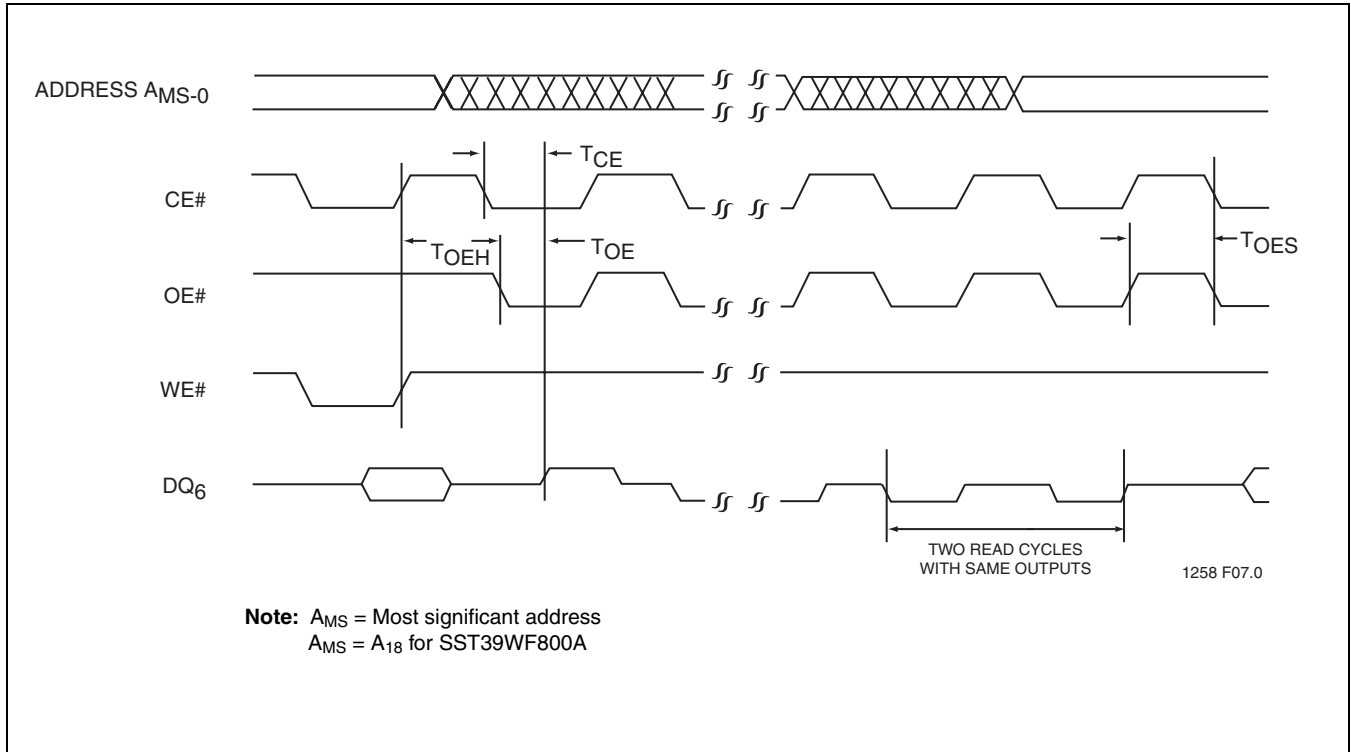 ADDRESS AMS-0
TCE
CE#
TOEH
TOE
TOES
OE#
WE#
DQ6
TWO READ CYCLES
WITH SAME OUTPUTS
1258 F07.0
Note: AMS = Most significant address
AMS = A18 for SST39WF800A